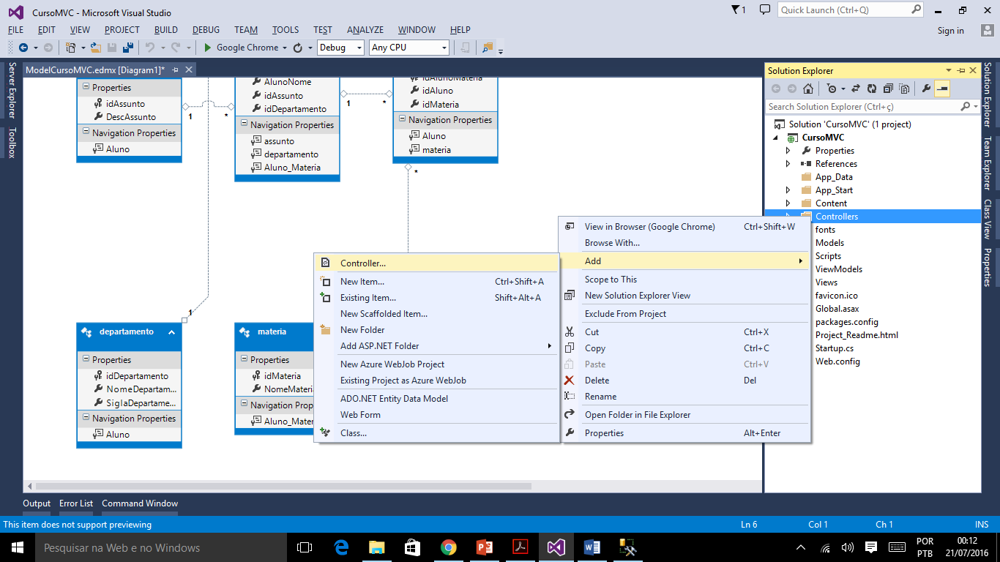 CursoMVC - Microsoft Visual Studio
1
Quick Launch (Ctrl+Q)
FILE EDIT VIEW PROJECT BUILD DEBUG TEAM TOOLS TEST ANALYZE WINDOW HELP
Sign in
Google Chrome Debug Any CPU
Server Explorer
Toolbox
ModelCursoMVC.edmx [Diagram1]*
Properties
idAssunto
DescAssunto
Navigation Properties
Aluno
1
*
AlunoNome
idAssunto
idDepartamento
Navigation Properties
assunto
departamento
Aluno_Materia
1
*
idAlunoMateria
idAluno
idMateria
Navigation Properties
Aluno
materia
*
1
departamento
Properties
idDepartamento
NomeDepartam...
SiglaDepartame...
Navigation Properties
Aluno
materia
Properties
idMateria
NomeMateri
Navigation Prop
Aluno_Mater
Controller...
New Item... Ctrl+Shift+A
Existing Item... Shift+Alt+A
New Scaffolded Item...
New Folder
Add ASP.NET Folder
New Azure WebJob Project
Existing Project as Azure WebJob
ADO.NET Entity Data Model
Web Form
Class...
View in Browser (Google Chrome) Ctrl+Shift+W
Browse With...
Add
Scope to This
New Solution Explorer View
Exclude From Project
Cut Ctrl+X
Copy Ctrl+C
Paste Ctrl+V
Delete Del
Rename
Open Folder in File Explorer
Properties Alt+Enter
Solution Explorer
Search Solution Explorer (Ctrl+ç)
Solution 'CursoMVC' (1 project)
CursoMVC
Properties
References
App_Data
App_Start
Content
Controllers
fonts
Models
Scripts
ViewModels
Views
favicon.ico
Global.asax
packages.config
Project_Readme.html
Startup.cs
Web.config
Solution Explorer
Team Explorer
Class View
Properties
Output Error List Command Window
This item does not support previewing
Ln 6 Col 1 Ch 1 INS
Pesquisar na Web e no Windows
POR
PTB
00:12
21/07/2016